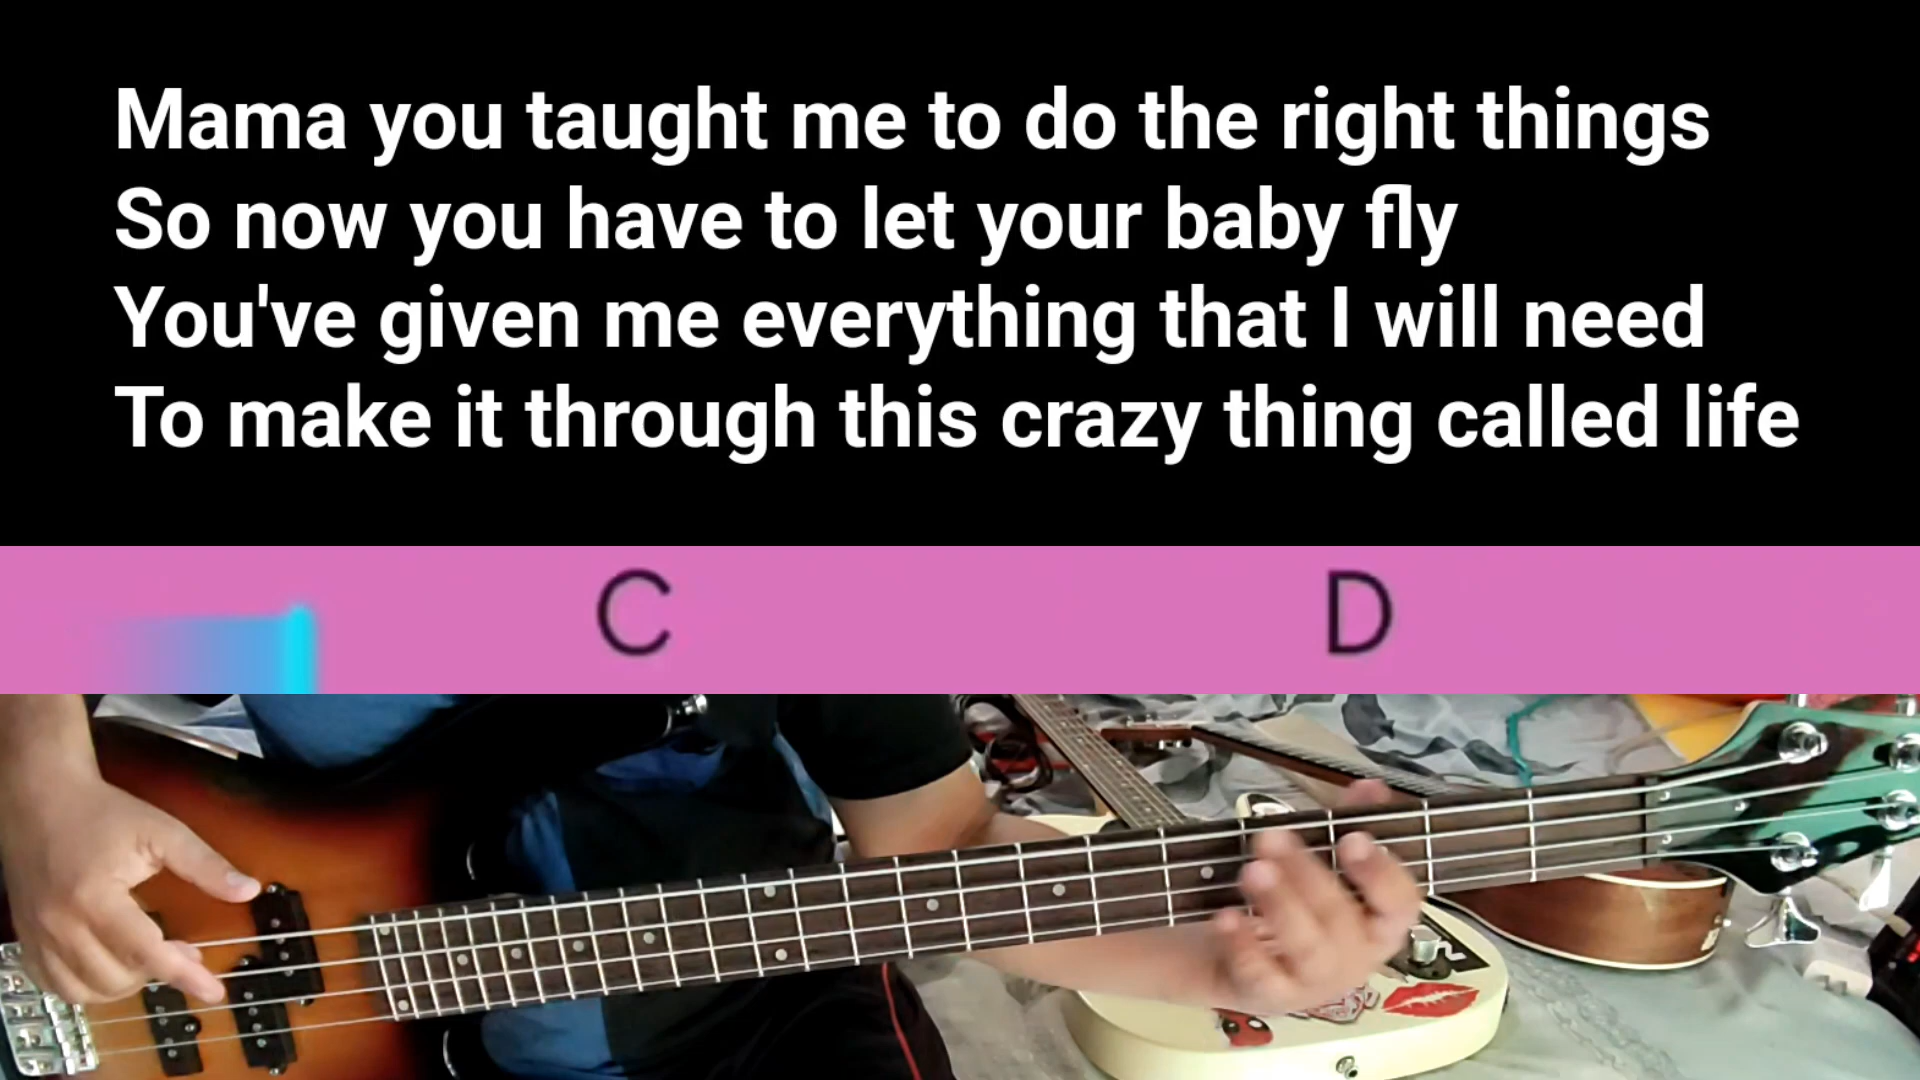 Mama you taught me to do the right things
So now you have to let your baby fly
You've given me everything that I will need
To make it through this crazy thing called life
C D